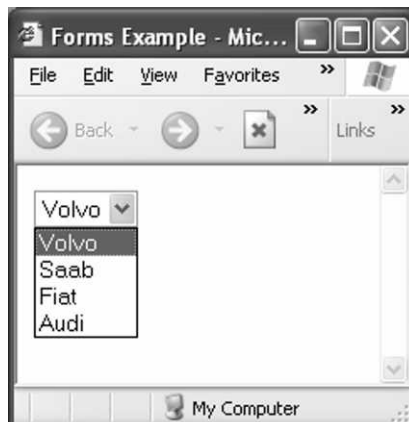 Forms Example - Mic...
File Edit View Favorites »
Back » Links »
Volvo
Volvo
Saab
Fiat
Audi
My Computer